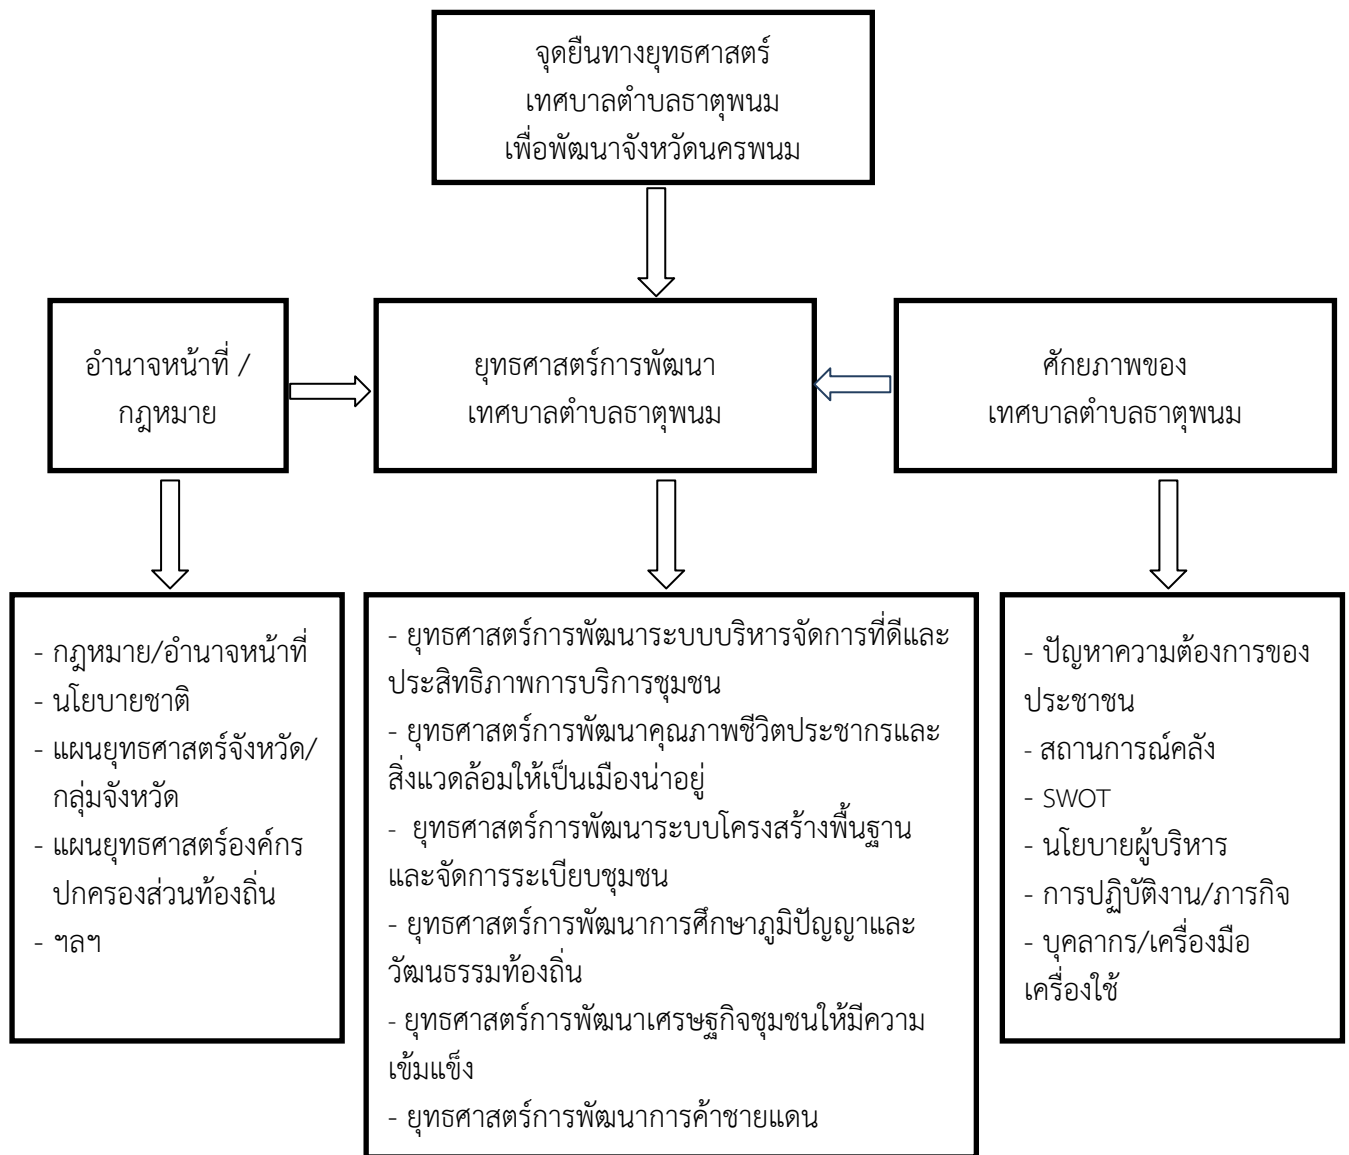 จุดยืนทางยุทธศาสตร์
เทศบาลตำบลธาตุพนม
เพื่อพัฒนาจังหวัดนครพนม
อำนาจหน้าที่ /
กฎหมาย
ยุทธศาสตร์การพัฒนา
เทศบาลตำบลธาตุพนม
ศักยภาพของ
เทศบาลตำบลธาตุพนม
- กฎหมาย/อำนาจหน้าที่
- นโยบายชาติ
- แผนยุทธศาสตร์จังหวัด/
กลุ่มจังหวัด
- แผนยุทธศาสตร์องค์กร
ปกครองส่วนท้องถิ่น
- ฯลฯ
- ยุทธศาสตร์การพัฒนาระบบบริหารจัดการที่ดีและ
ประสิทธิภาพการบริการชุมชน
- ยุทธศาสตร์การพัฒนาคุณภาพชีวิตประชากรและ
สิ่งแวดล้อมให้เป็นเมืองน่าอยู่
- ยุทธศาสตร์การพัฒนาระบบโครงสร้างพื้นฐาน
และจัดการระเบียบชุมชน
- ยุทธศาสตร์การพัฒนาการศึกษาภูมิปัญญาและ
วัฒนธรรมท้องถิ่น
- ยุทธศาสตร์การพัฒนาเศรษฐกิจชุมชนให้มีความ
เข้มแข็ง
- ยุทธศาสตร์การพัฒนาการค้าชายแดน
- ปัญหาความต้องการของ
ประชาชน
- สถานการณ์คลัง
- SWOT
- นโยบายผู้บริหาร
- การปฏิบัติงาน/ภารกิจ
- บุคลากร/เครื่องมือ
เครื่องใช้